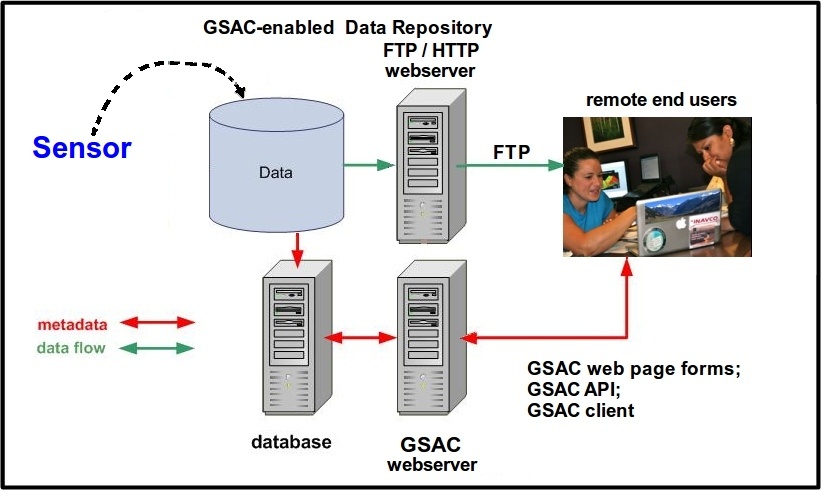 GSAC-enabled Data Repository
FTP / HTTP
webserver
remote end users
Sensor
Data
FTP
INAVCO
metadata
data flow
GSAC web page forms;
GSAC API;
GSAC client
database
GSAC
webserver